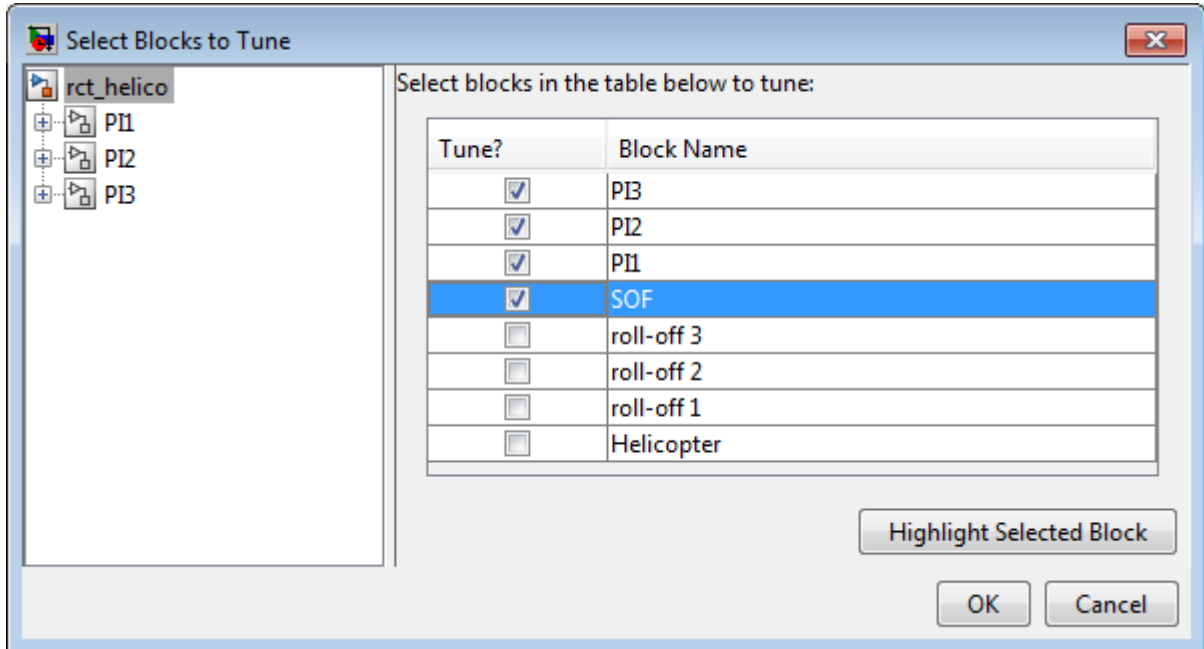 Select Blocks to Tune
rct_helico
PI1
PI2
PI3
Select blocks in the table below to tune:
Tune? Block Name
PI3
PI2
PI1
SOF
roll-off 3
roll-off 2
roll-off 1
Helicopter
Highlight Selected Block
OK Cancel